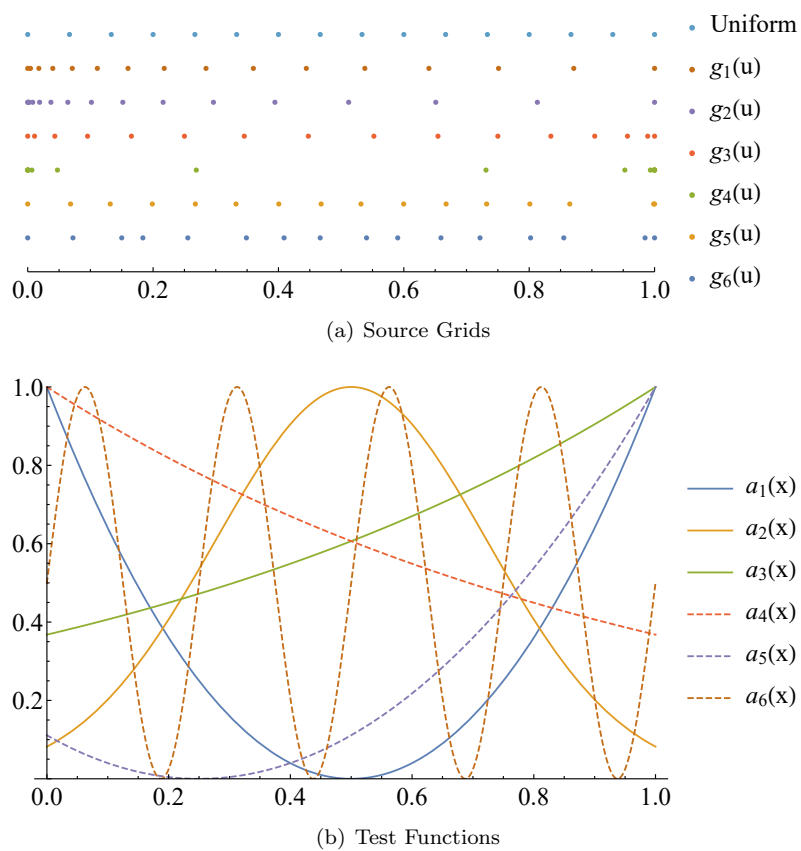 Uniform
g₁(u)
g₂(u)
g₃(u)
g₄(u)
g₅(u)
g₆(u)
0.0 0.2 0.4 0.6 0.8 1.0
(a) Source Grids
1.0
0.8
0.6
0.4
0.2
0.0 0.2 0.4 0.6 0.8 1.0
a₁(x)
a₂(x)
a₃(x)
a₄(x)
a₅(x)
a₆(x)
(b) Test Functions